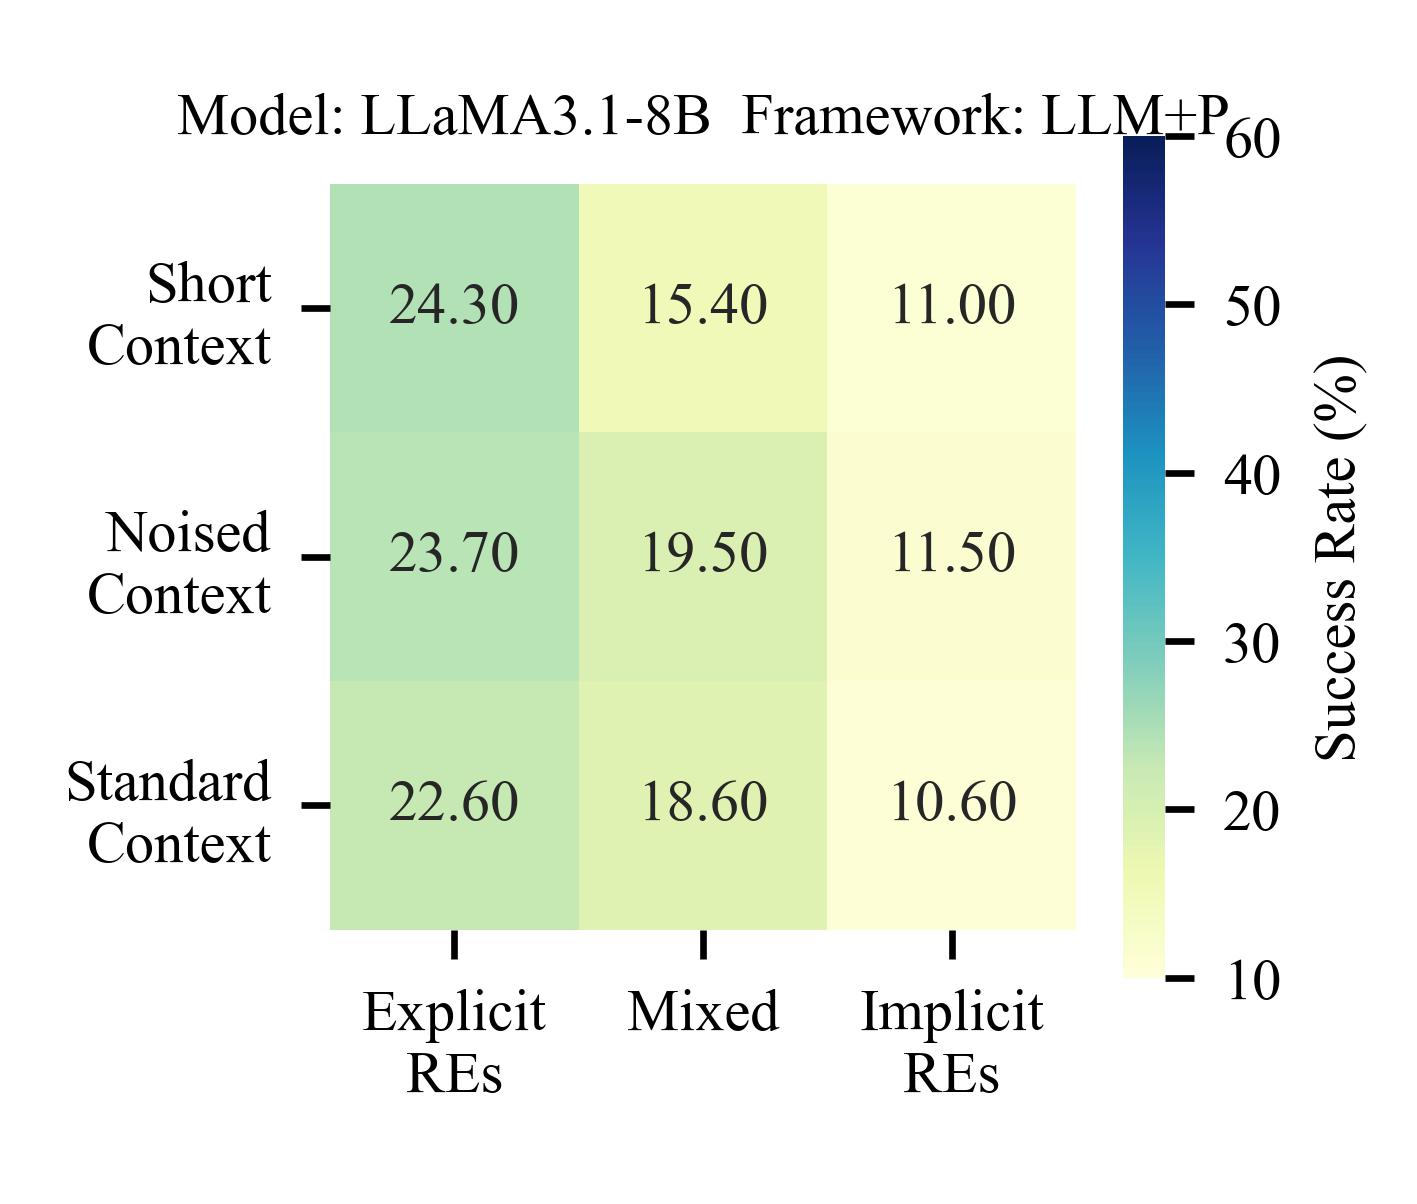 Model: LLaMA3.1-8B  Framework: LLM+P
Short
Context
24.30 15.40 11.00
Noised
Context
23.70 19.50 11.50
Standard
Context
22.60 18.60 10.60
Explicit
REs
Mixed
Implicit
REs
60
50
40
30
20
10
Success Rate (%)